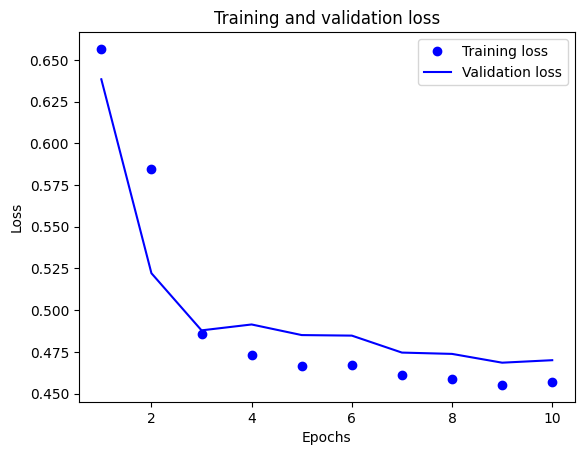 Training and validation loss
Training loss
Validation loss
0.650
0.625
0.600
0.575
0.550
0.525
0.500
0.475
0.450
Loss
2
4
6
8
10
Epochs